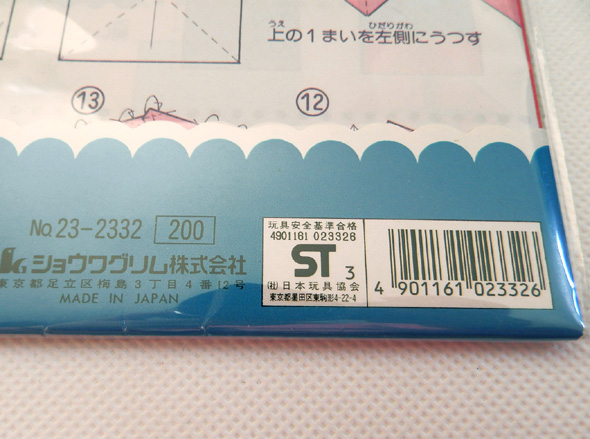 うえ ひだりがわ
上の1まいを左側にうつす
⑬ ⑫
No.23-2332 200
ショウワグリム株式会社
東京都足立区梅島3丁目4番12号
MADE IN JAPAN
玩具安全基準合格
4901161 023326
ST 3
(社)日本玩具協会
東京都墨田区東駒形4-22-4
4 901161 023326